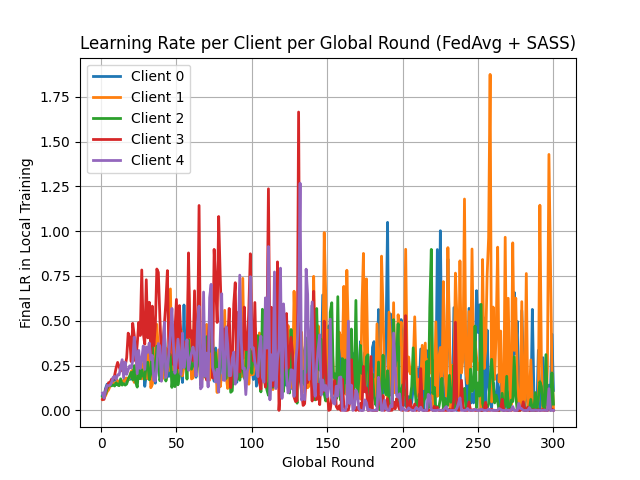 Learning Rate per Client per Global Round (FedAvg + SASS)
Client 0
Client 1
Client 2
Client 3
Client 4
Final LR in Local Training
1.75
1.50
1.25
1.00
0.75
0.50
0.25
0.00
0 50 100 150 200 250 300
Global Round